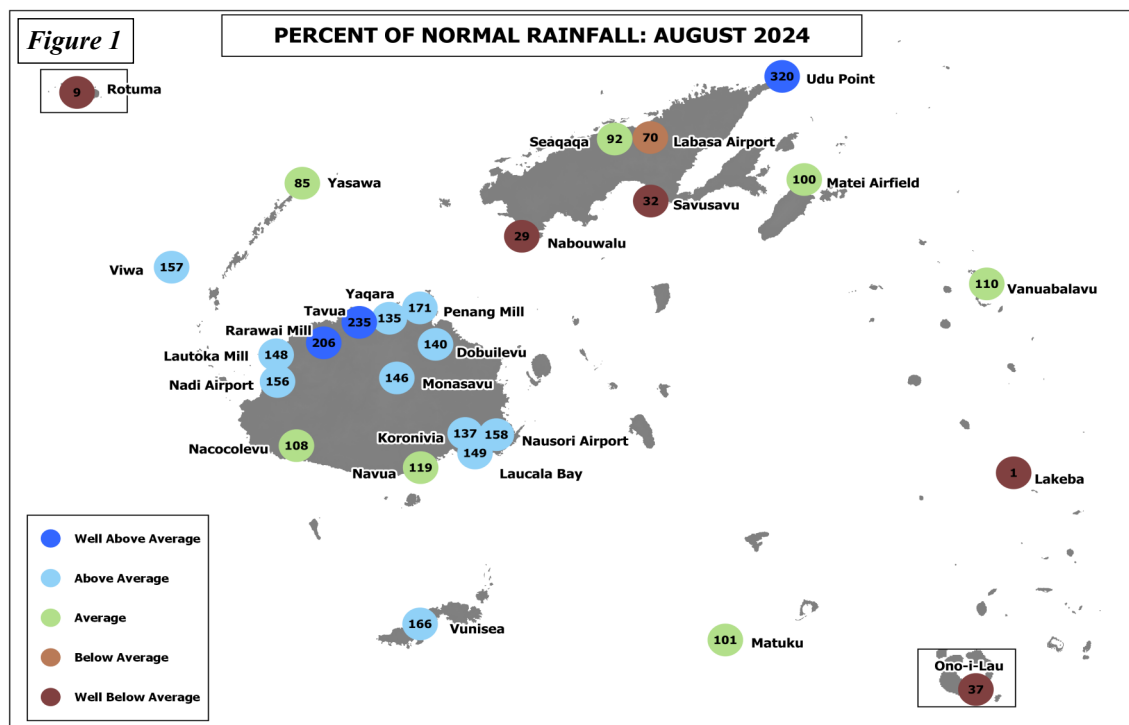 Figure 1
PERCENT OF NORMAL RAINFALL: AUGUST 2024
9
Rotuma
320
Udu Point
Seaqaqa
92
70
Labasa Airport
85
Yasawa
100
Matei Airfield
32
Savusavu
29
Nabouwalu
Viwa
157
110
Vanuabalavu
Yaqara
Tavua
235
135
171
Penang Mill
Rarawai Mill
206
140
Dobuilevu
Lautoka Mill
148
Nadi Airport
156
146
Monasavu
Koronivia
137
158
Nausori Airport
Nacocolevu
108
149
Laucala Bay
Navua
119
1
Lakeba
Well Above Average
Above Average
Average
Below Average
Well Below Average
166
Vunisea
101
Matuku
Ono-i-Lau
37